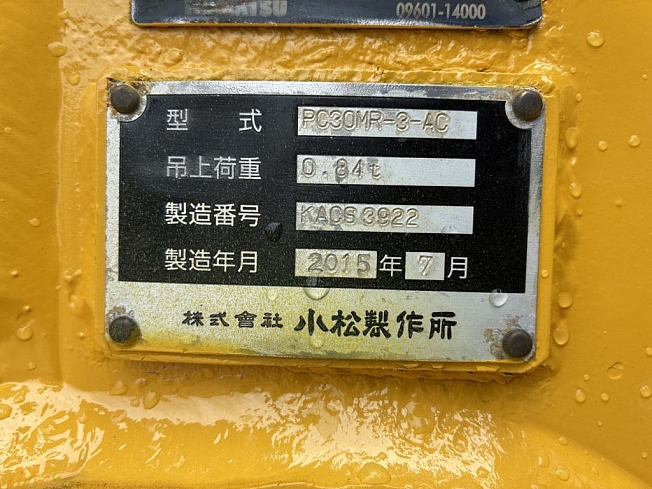 09601-14000
型 式 PC30MR-3-AC
吊上荷重 0.84t
製造番号 KACS3922
製造年月 2015年7月
株式會社 小松製作所